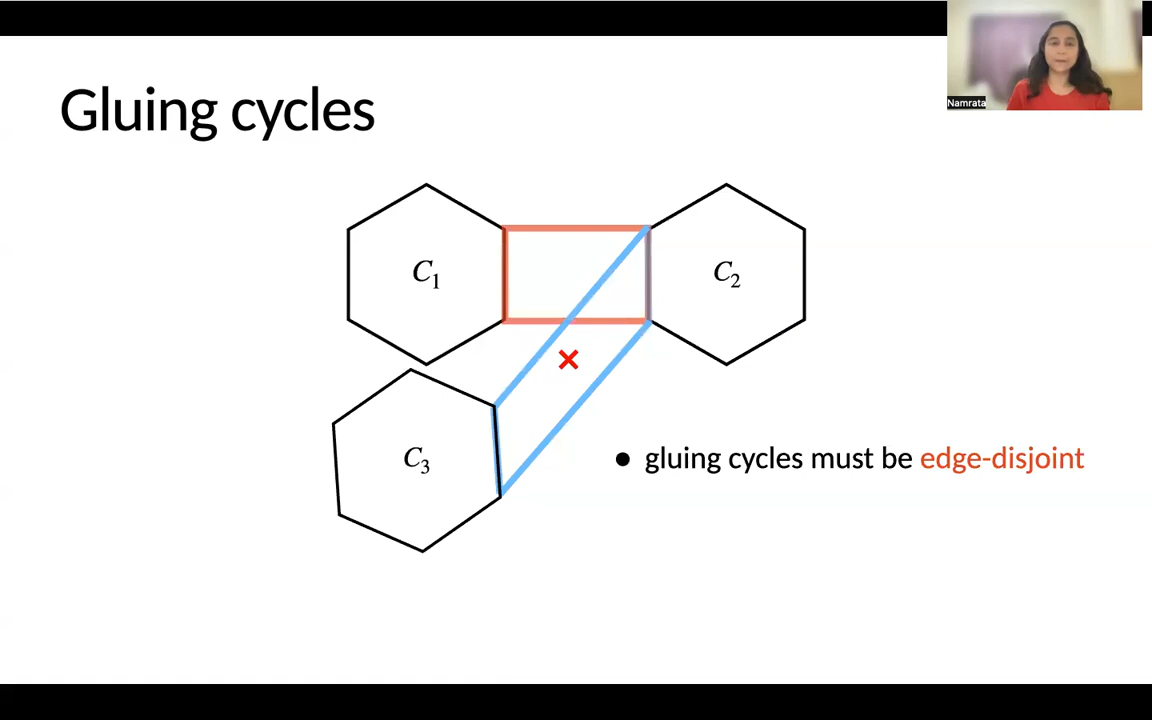 Namrata
Gluing cycles
C₁
C₂
C₃
● gluing cycles must be edge-disjoint